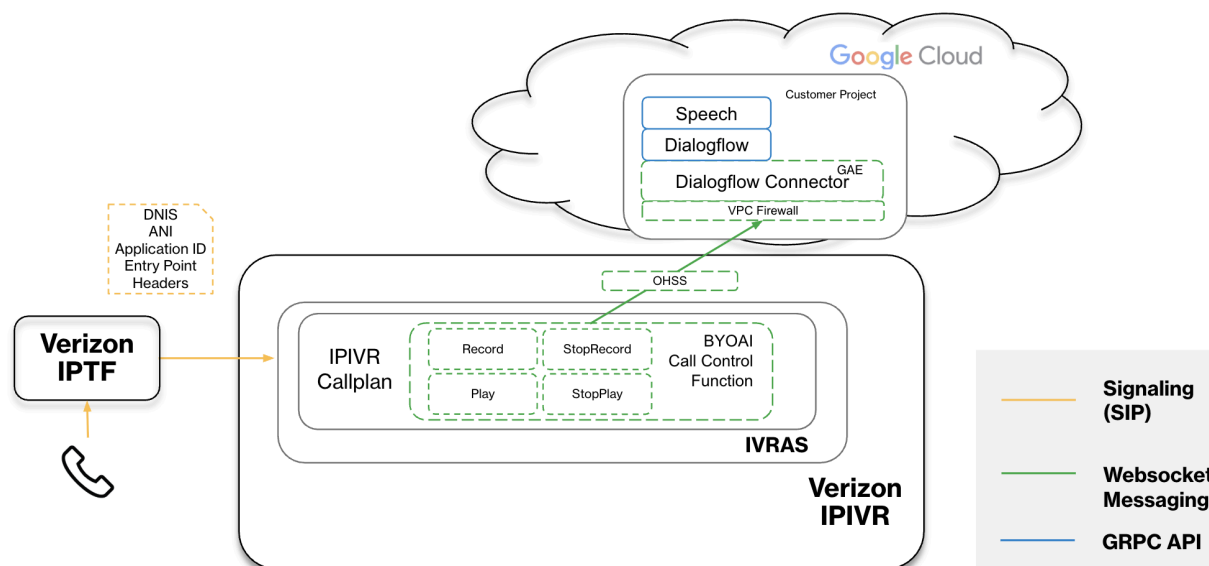 Google Cloud
Customer Project
Speech
Dialogflow
GAE
Dialogflow Connector
VPC Firewall
DNIS
ANI
Application ID
Entry Point
Headers
OHSS
Verizon
IPTF
IPIVR
Callplan
Record
StopRecord
Play
StopPlay
BYOAI
Call Control
Function
IVRAS
Verizon
IPIVR
Signaling
(SIP)
Websocket
Messaging
GRPC API